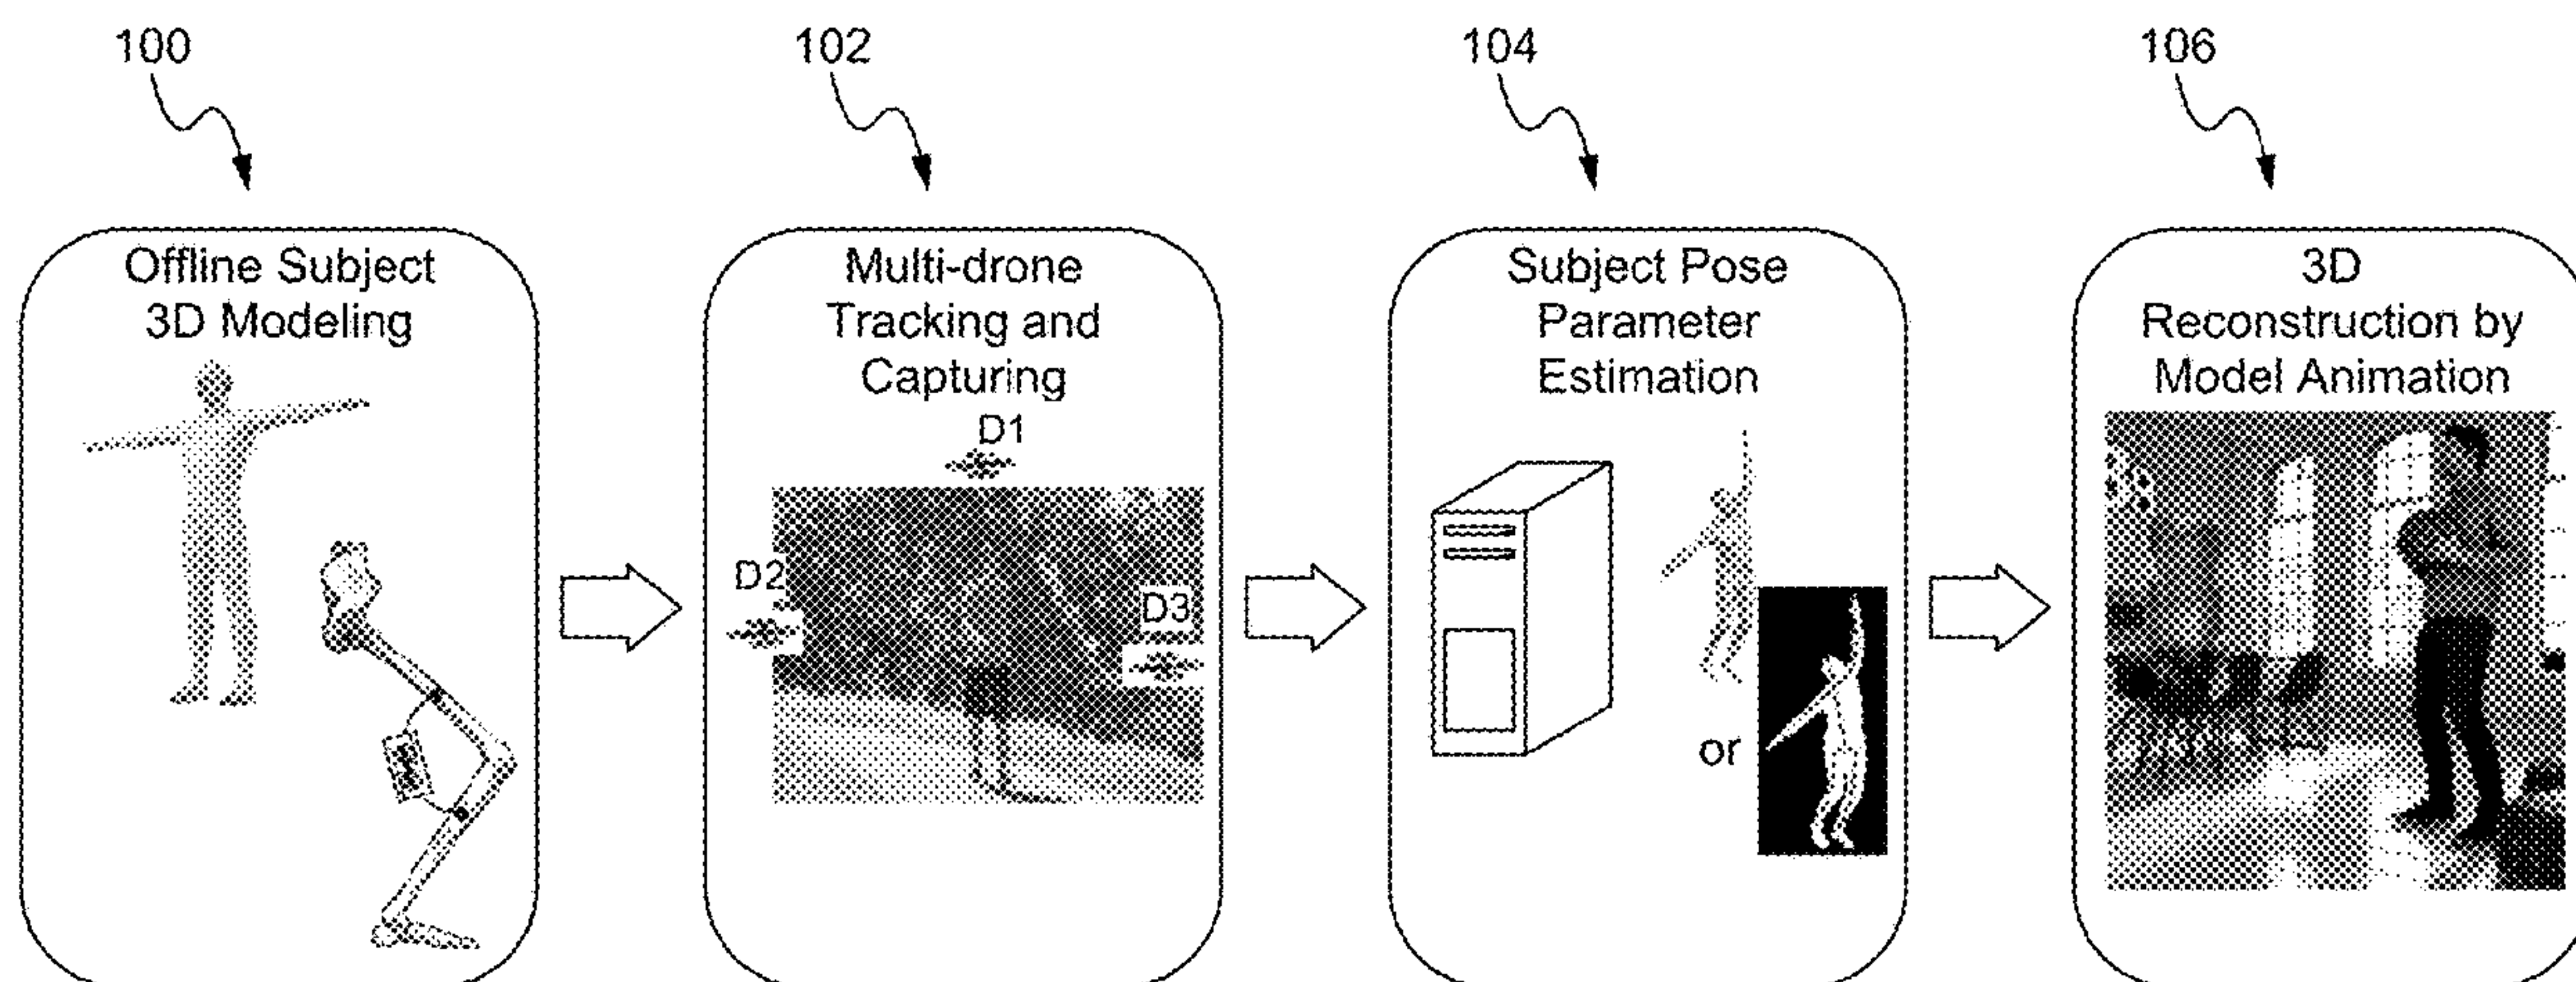 100
102
104
106
Offline Subject
3D Modeling
Multi-drone
Tracking and
Capturing
D1
D2
D3
Subject Pose
Parameter
Estimation
or
3D
Reconstruction by
Model Animation